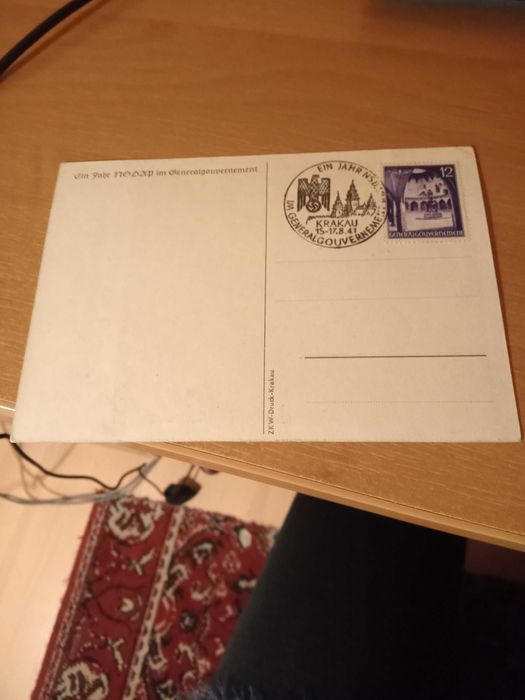 Ein Jahr NSDAP im Generalgouvernement
EIN JAHR NSDAP
IM GENERALGOUVERNEMENT
KRAKAU
15-17.8.41
12
GENERALGOUVERNEMENT
ZKW-Druck-Krakau